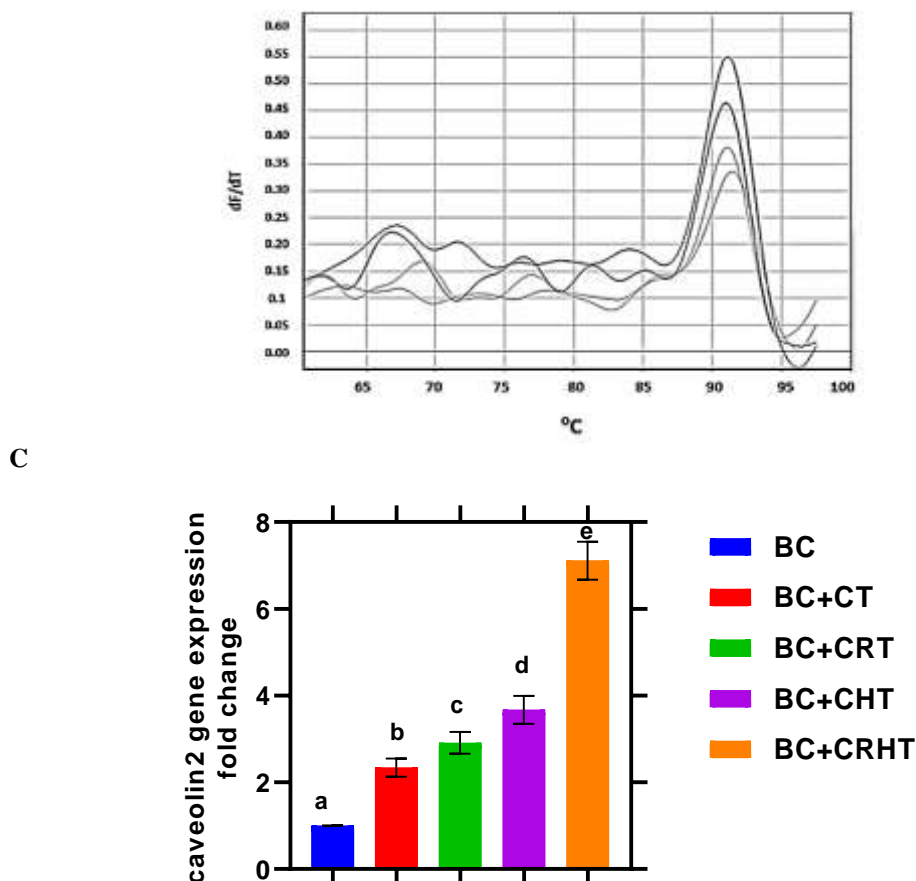 0.60
0.55
0.50
0.45
0.40
0.35
0.30
0.25
0.20
0.15
0.1
0.05
0.00
dF/dT
65 70 75 80 85 90 95 100
°C
C
caveolin2 gene expression
fold change
8
6
4
2
0
a
b
c
d
e
BC
BC+CT
BC+CRT
BC+CHT
BC+CRHT